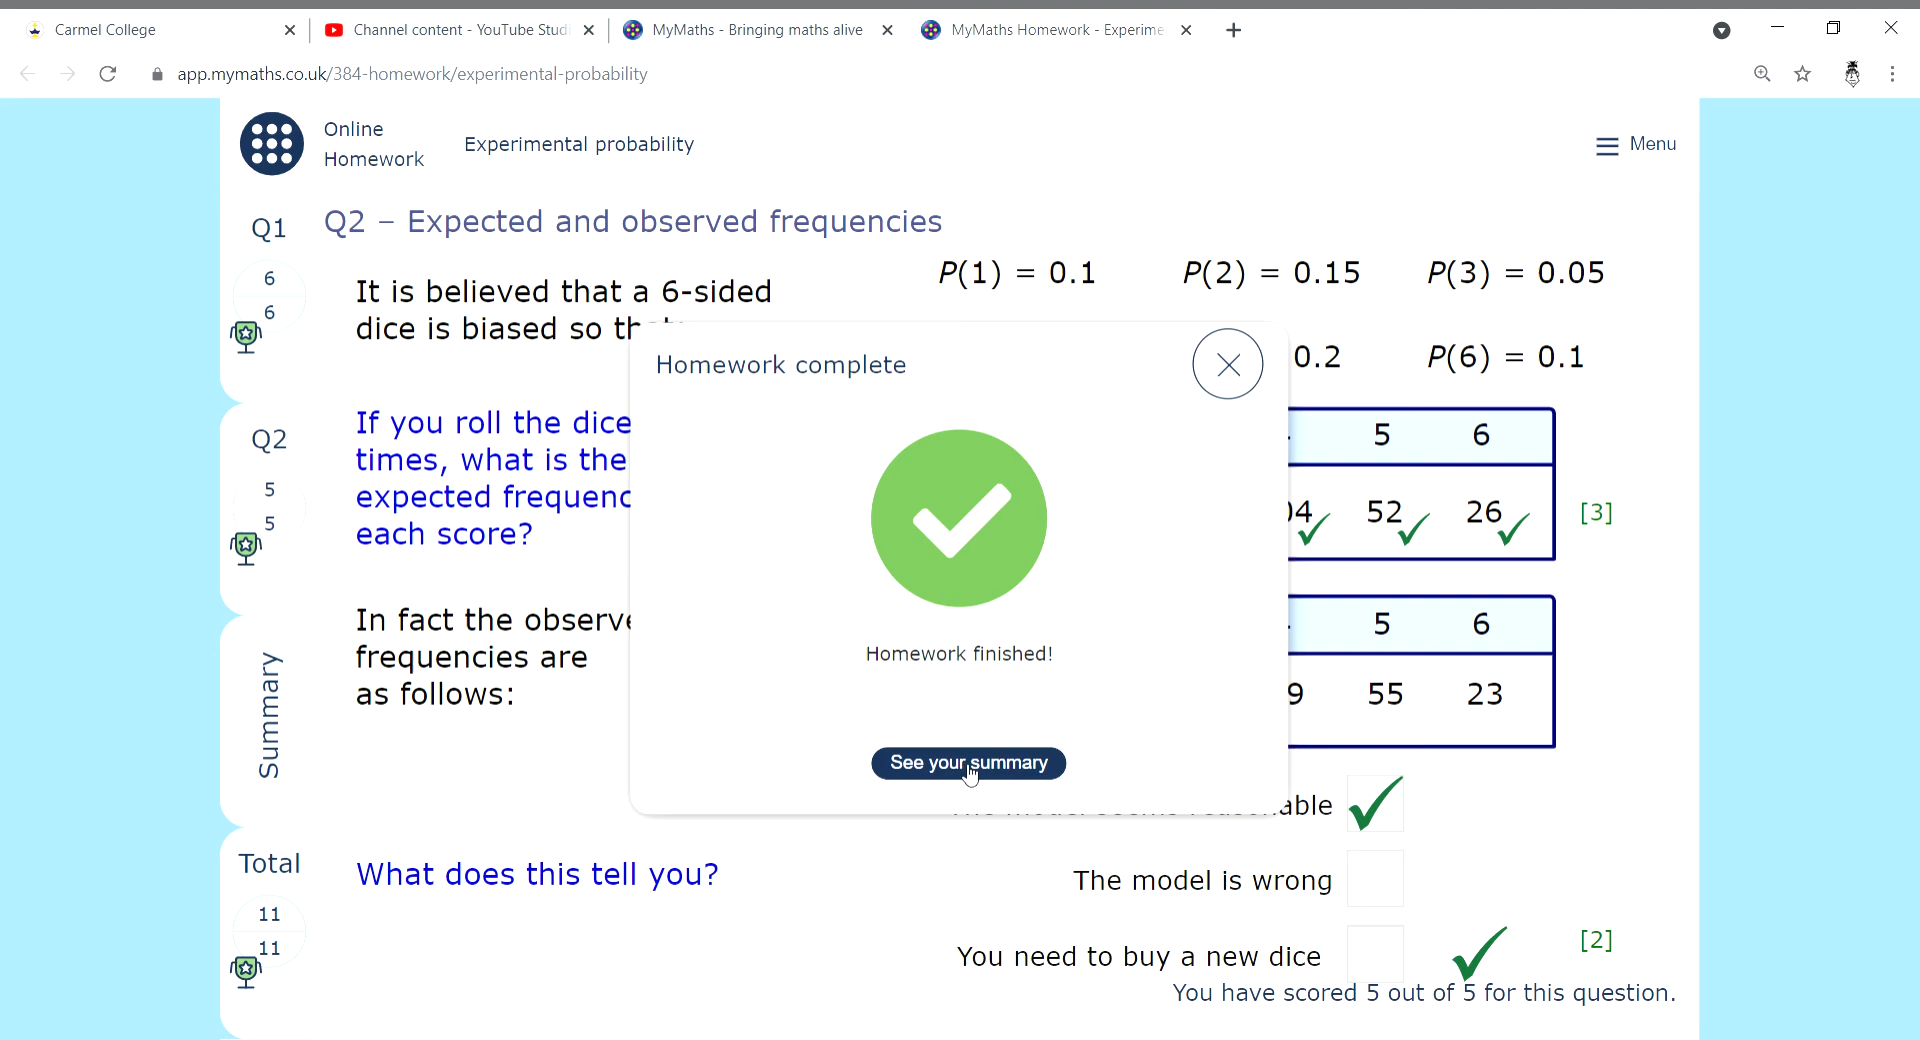 Carmel College
Channel content - YouTube Studi
MyMaths - Bringing maths alive
MyMaths Homework - Experime
app.mymaths.co.uk/384-homework/experimental-probability
Online
Homework
Experimental probability
Menu
Q1
6
6
Q2
5
5
Summary
Total
11
11
Q2 – Expected and observed frequencies
It is believed that a 6-sided
dice is biased so that:
P(1) = 0.1 P(2) = 0.15 P(3) = 0.05
0.2 P(6) = 0.1
If you roll the dice
times, what is the
expected frequenc
each score?
5 6
04 52 26 [3]
In fact the observe
frequencies are
as follows:
5 6
9 55 23
Homework complete
Homework finished!
See your summary
able
What does this tell you?
The model is wrong
You need to buy a new dice
[2]
You have scored 5 out of 5 for this question.